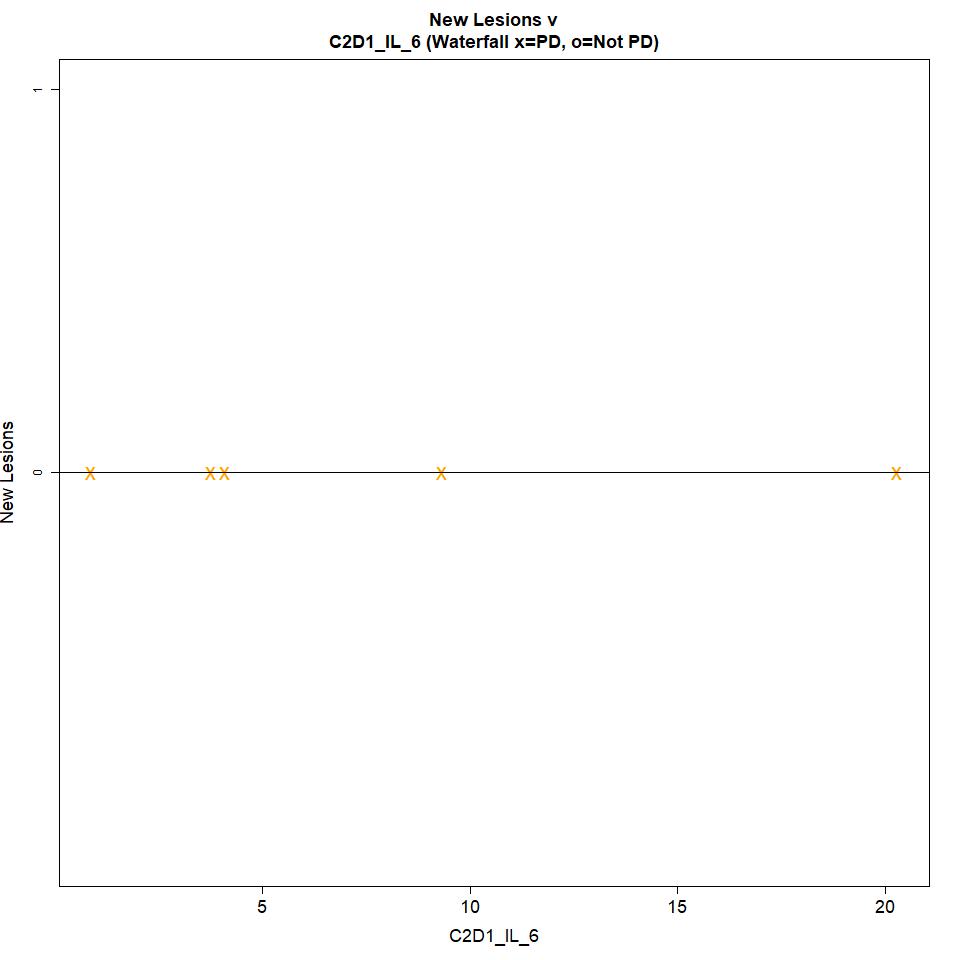 New Lesions v
C2D1_IL_6 (Waterfall x=PD, o=Not PD)
1
0
New Lesions
x x x x x
5 10 15 20
C2D1_IL_6